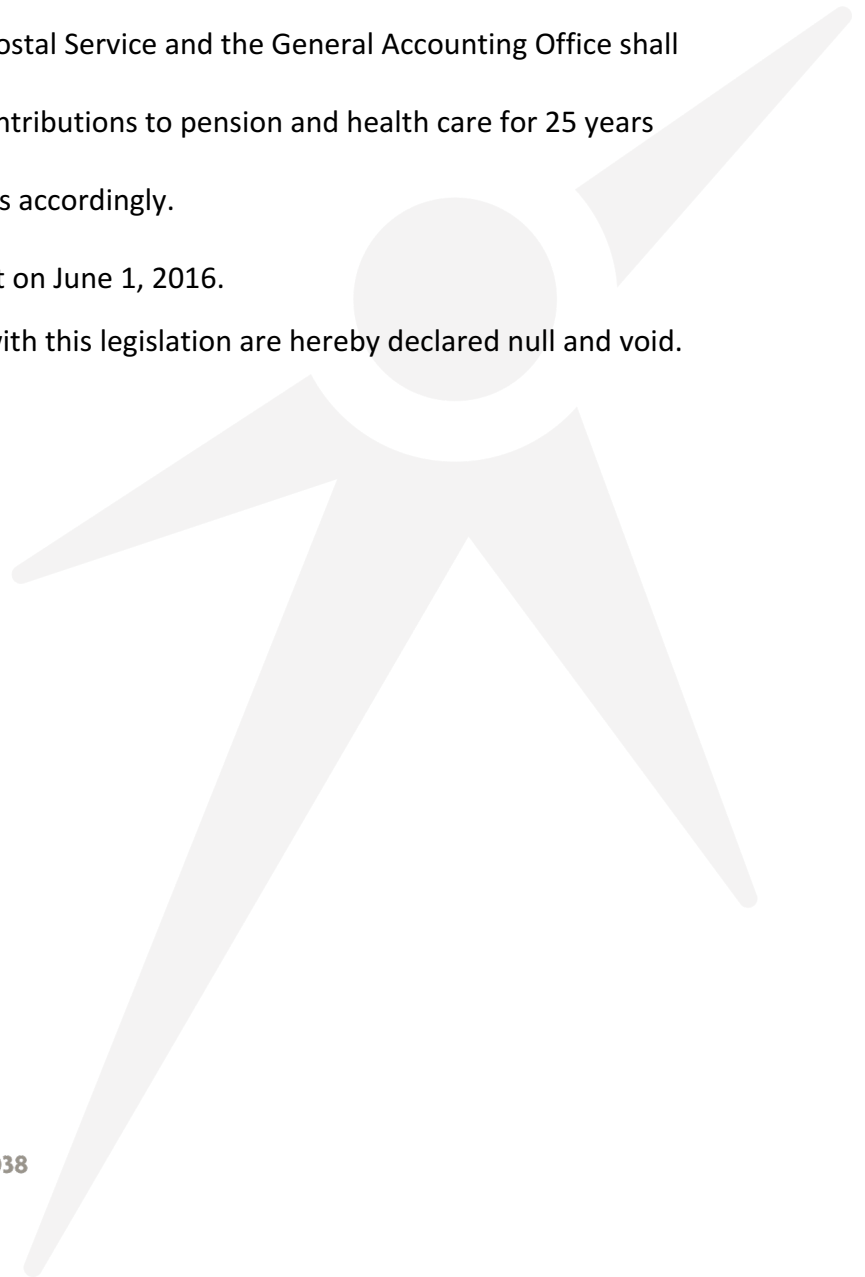 ostal Service and the General Accounting Office shall
ntributions to pension and health care for 25 years
s accordingly.
t on June 1, 2016.
with this legislation are hereby declared null and void.
38